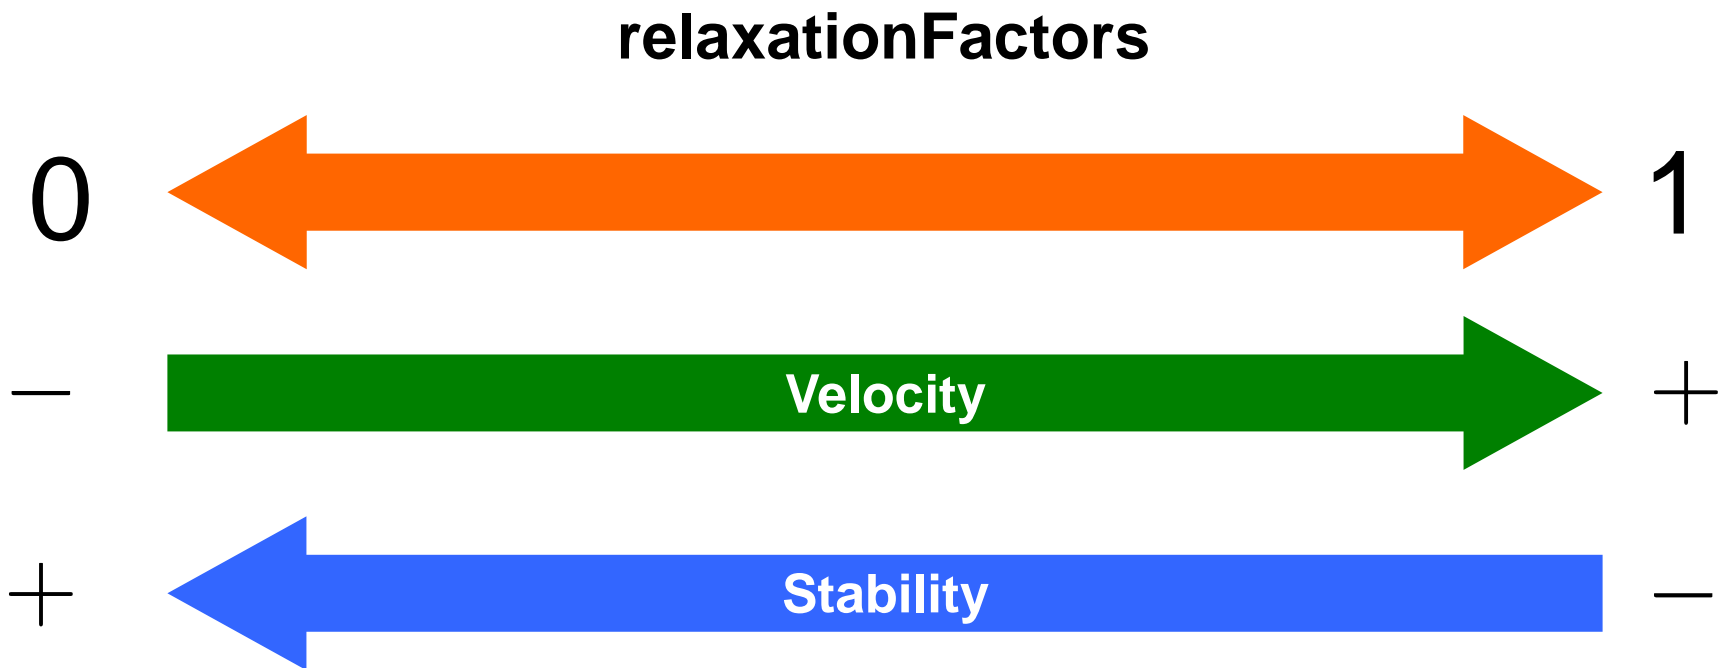 relaxationFactors
0 1
− Velocity +
+ Stability −